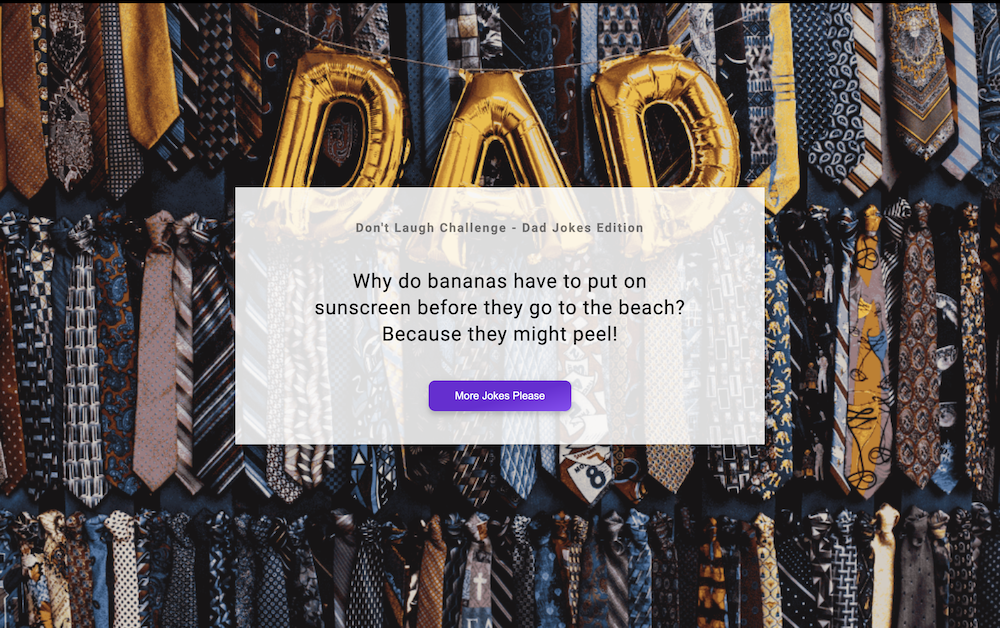 DAD
Don't Laugh Challenge - Dad Jokes Edition
Why do bananas have to put on
sunscreen before they go to the beach?
Because they might peel!
More Jokes Please